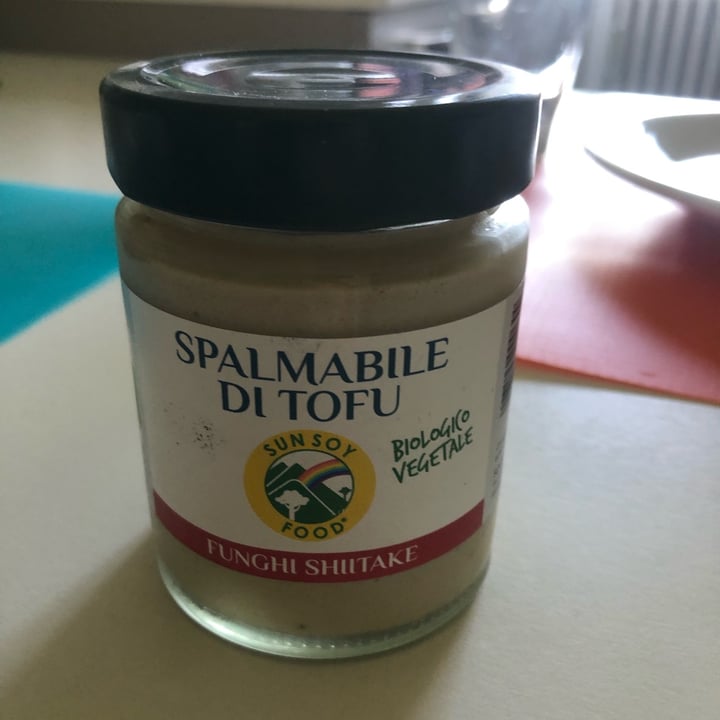 SPALMABILE
DI TOFU
SUN SOY
FOOD®
BIOLOGICO
VEGETALE
FUNGHI SHIITAKE